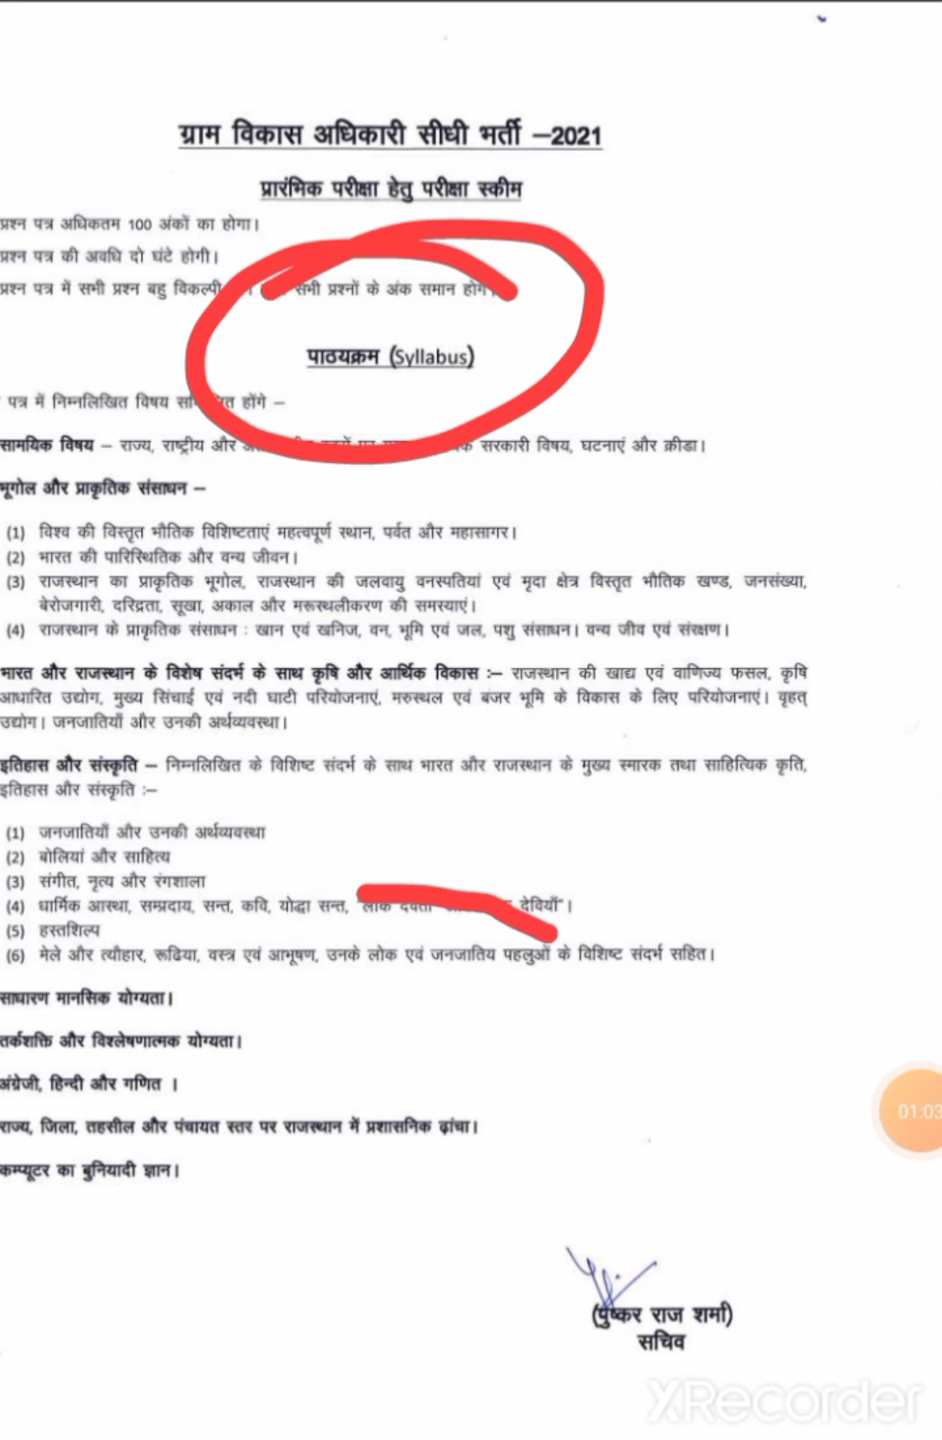 ग्राम विकास अधिकारी सीधी भर्ती –2021
प्रारंभिक परीक्षा हेतु परीक्षा स्कीम
प्रश्न पत्र अधिकतम 100 अंकों का होगा।
प्रश्न पत्र की अवधि दो घंटे होगी।
प्रश्न पत्र में सभी प्रश्न बहु विकल्पी सभी प्रश्नों के अंक समान होंगे
पाठयक्रम (Syllabus)
पत्र में निम्नलिखित विषय होंगे –
सामयिक विषय – राज्य, राष्ट्रीय और सरकारी विषय, घटनाएं और क्रीडा।
भूगोल और प्राकृतिक संसाधन –
(1) विश्व की विस्तृत भौतिक विशिष्टताएं महत्वपूर्ण स्थान, पर्वत और महासागर।
(2) भारत की पारिस्थितिक और वन्य जीवन।
(3) राजस्थान का प्राकृतिक भूगोल, राजस्थान की जलवायु वनस्पतियां एवं मृदा क्षेत्र विस्तृत भौतिक खण्ड, जनसंख्या,
बेरोजगारी, दरिद्रता, सूखा, अकाल और मरूस्थलीकरण की समस्याएं।
(4) राजस्थान के प्राकृतिक संसाधन : खान एवं खनिज, वन, भूमि एवं जल, पशु संसाधन। वन्य जीव एवं संरक्षण।
भारत और राजस्थान के विशेष संदर्भ के साथ कृषि और आर्थिक विकास :– राजस्थान की खाद्य एवं वाणिज्य फसल, कृषि
आधारित उद्योग, मुख्य सिंचाई एवं नदी घाटी परियोजनाएं, मरुस्थल एवं बंजर भूमि के विकास के लिए परियोजनाएं। वृहत्
उद्योग। जनजातियॉं और उनकी अर्थव्यवस्था।
इतिहास और संस्कृति – निम्नलिखित के विशिष्ट संदर्भ के साथ भारत और राजस्थान के मुख्य स्मारक तथा साहित्यिक कृति,
इतिहास और संस्कृति :–
(1) जनजातियॉं और उनकी अर्थव्यवस्था
(2) बोलियां और साहित्य
(3) संगीत, नृत्य और रंगशाला
(4) धार्मिक आस्था, सम्प्रदाय, सन्त, कवि, योद्धा सन्त, "लोक देवता देवियॉं"।
(5) हस्तशिल्प
(6) मेले और त्यौहार, रूढिया, वस्त्र एवं आभूषण, उनके लोक एवं जनजातिय पहलुओं के विशिष्ट संदर्भ सहित।
साधारण मानसिक योग्यता।
तर्कशक्ति और विश्लेषणात्मक योग्यता।
अंग्रेजी, हिन्दी और गणित ।
राज्य, जिला, तहसील और पंचायत स्तर पर राजस्थान में प्रशासनिक ढ़ांचा।
कम्प्यूटर का बुनियादी ज्ञान।
01:03
(पुष्कर राज शर्मा)
सचिव
XRecorder